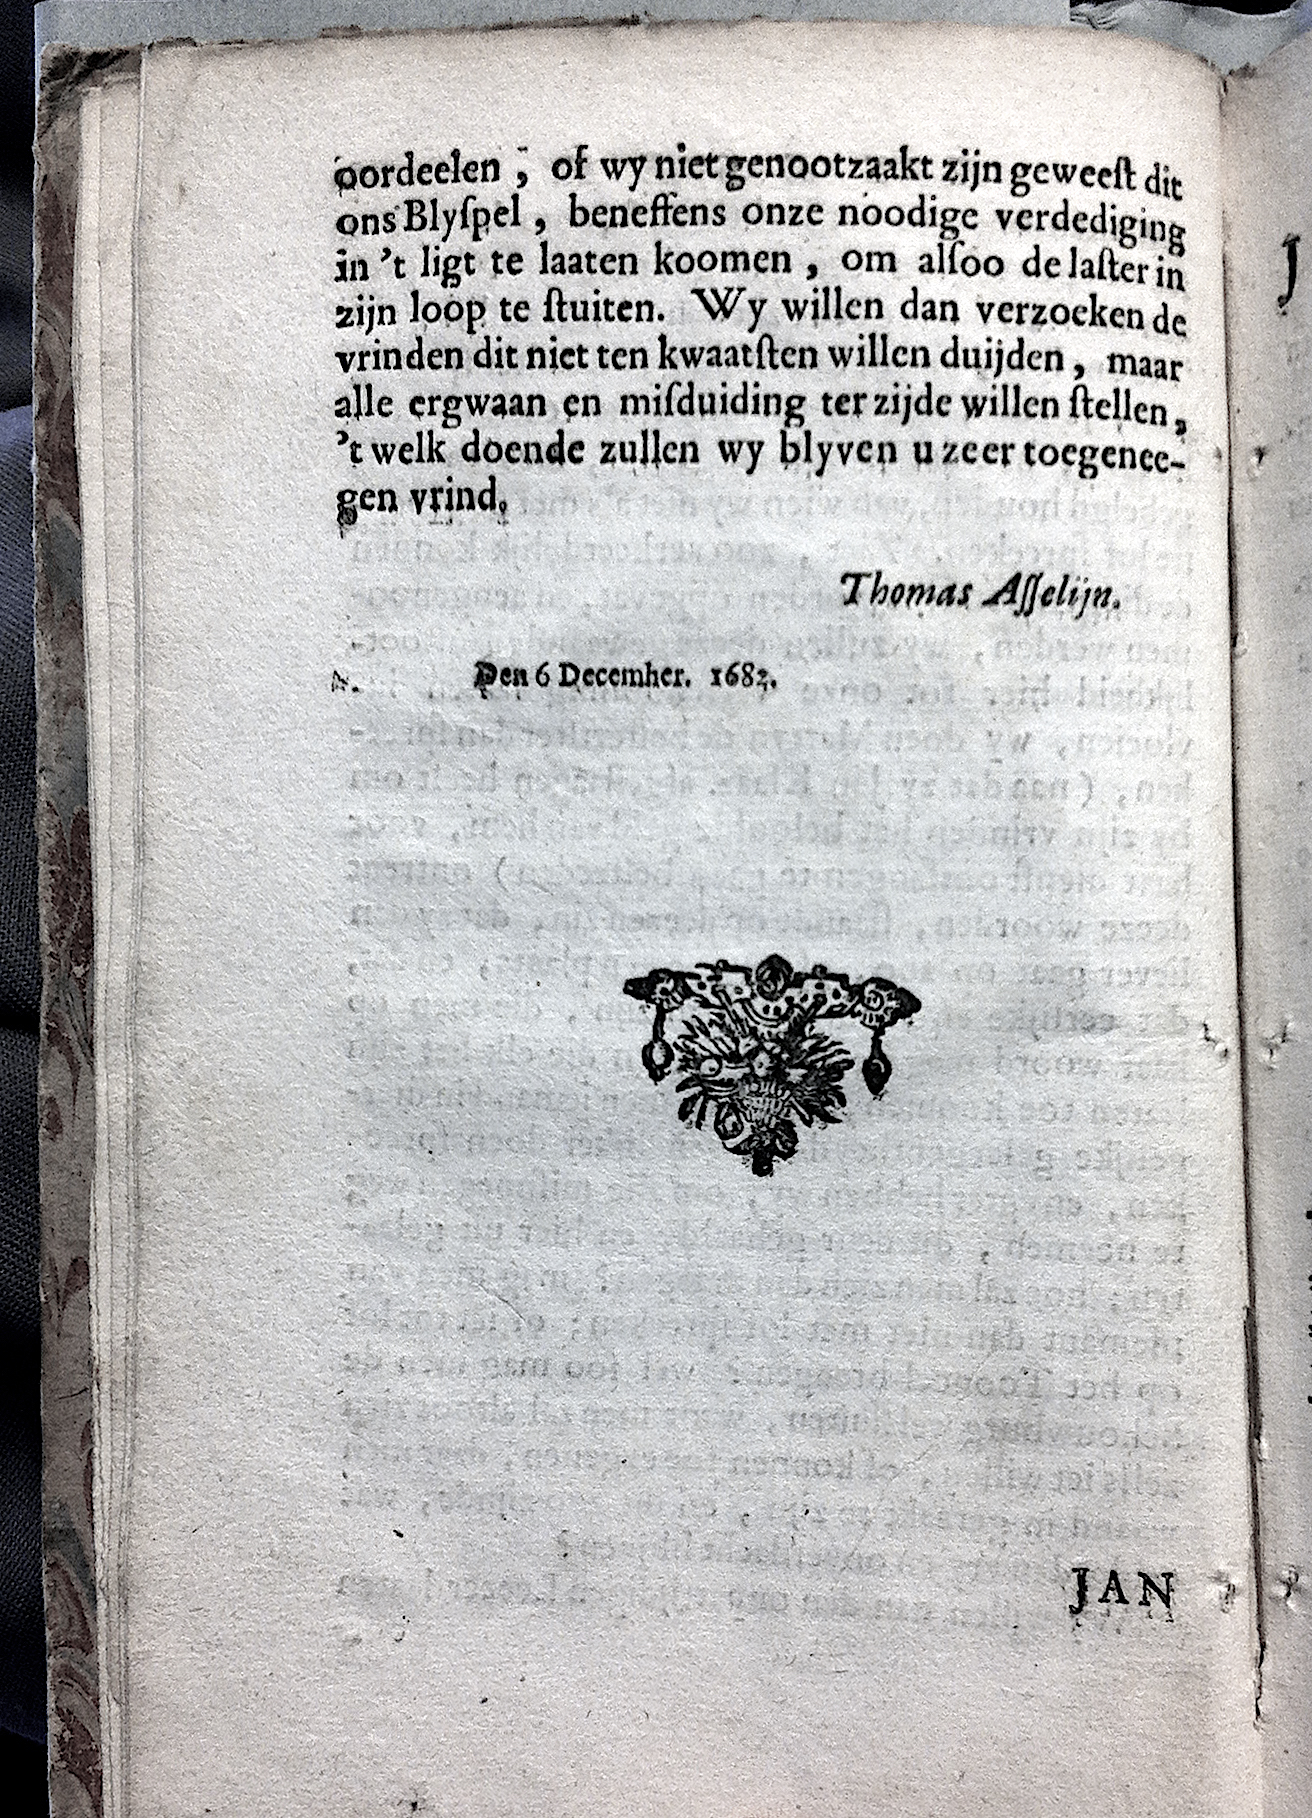 oordeelen, of wy niet genootzaakt zijn geweeſt dit
ons Blyſpel, beneffens onze noodige verdediging
in 't ligt te laaten koomen, om alſoo de laſter in
zijn loop te ſtuiten. Wy willen dan verzoeken de
vrinden dit niet ten kwaatſten willen duijden, maar
alle ergwaan en miſduiding ter zijde willen ſtellen,
't welk doende zullen wy blyven u zeer toegenee-
gen vrind.
Thomas Aſſelijn.
Den 6 Decemher. 1682.
JAN